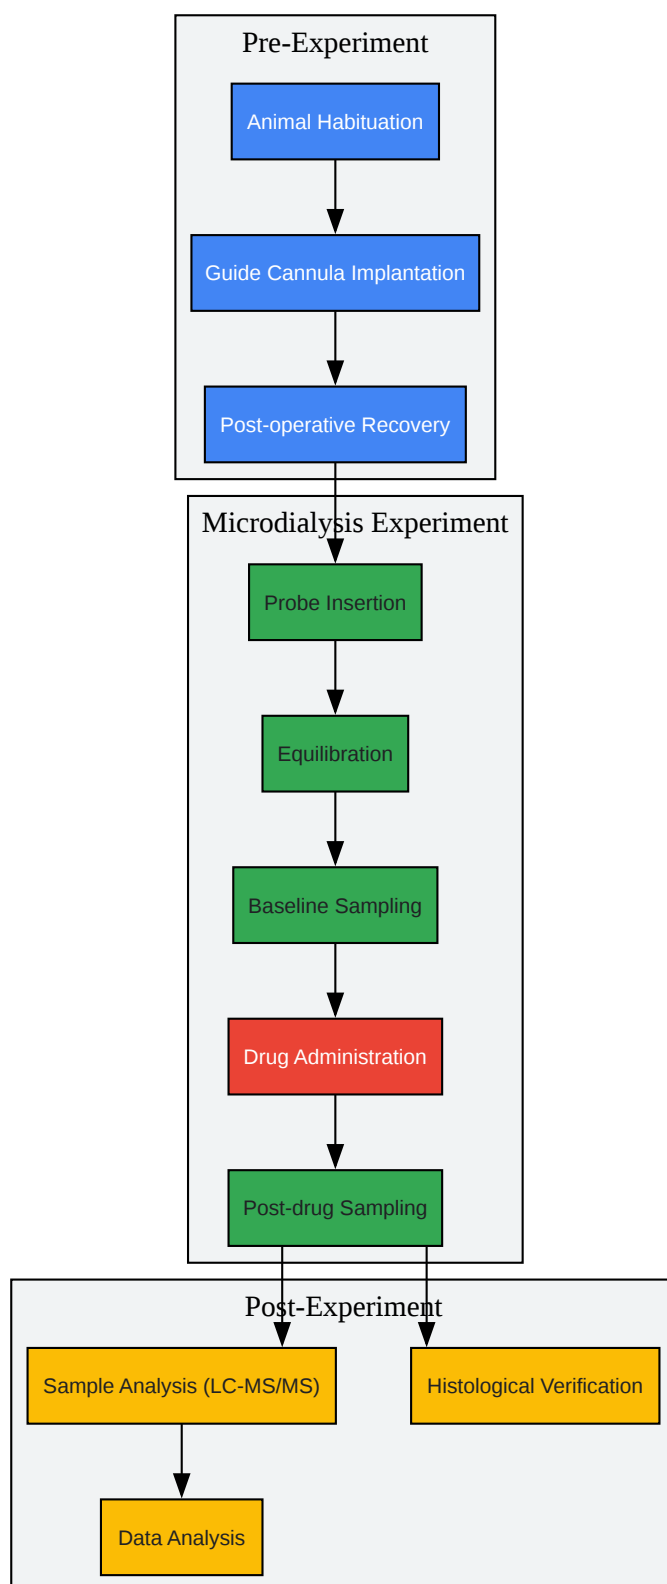 Pre-Experiment
Animal Habituation
Guide Cannula Implantation
Post-operative Recovery
Microdialysis Experiment
Probe Insertion
Equilibration
Baseline Sampling
Drug Administration
Post-drug Sampling
Post-Experiment
Sample Analysis (LC-MS/MS)
Histological Verification
Data Analysis